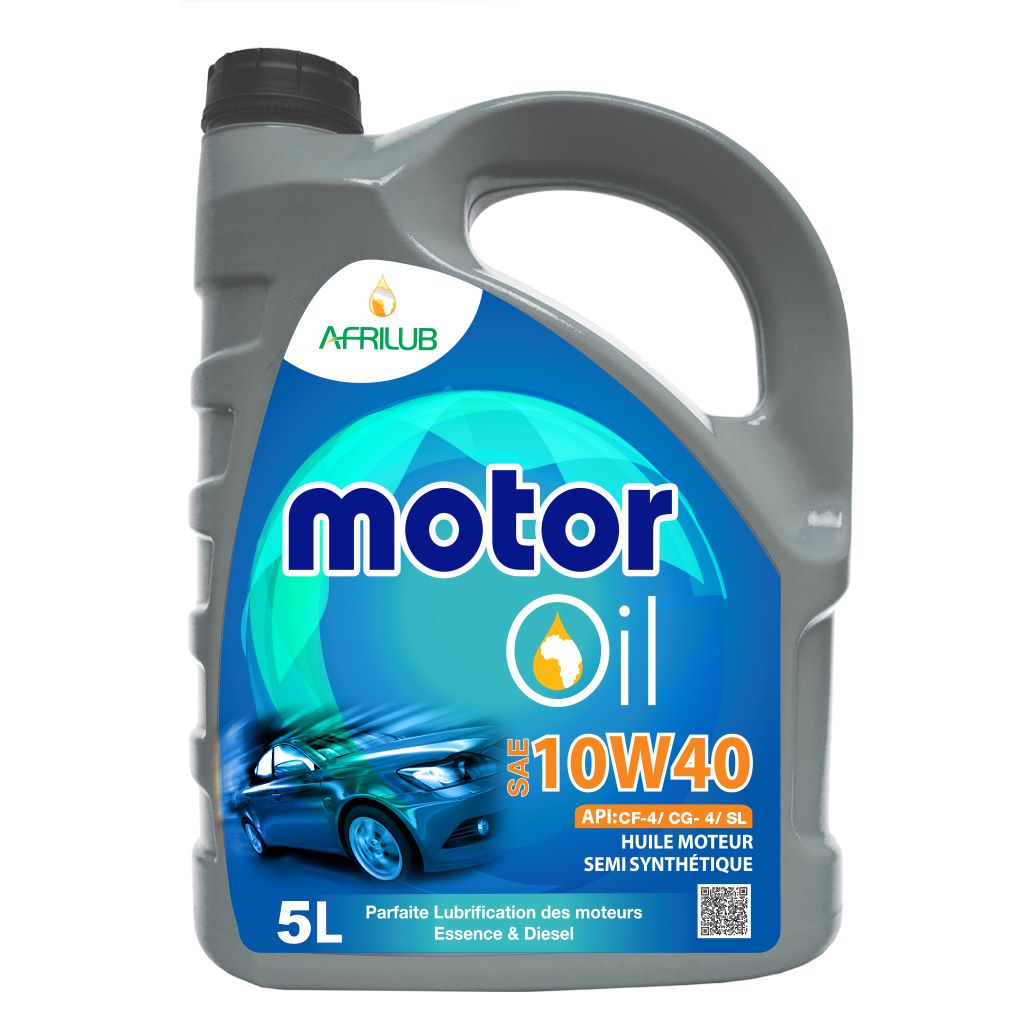 AFRILUB
motor
Oil
SAE 10W40
API:CF-4/ CG- 4/ SL
HUILE MOTEUR
SEMI SYNTHÉTIQUE
5L
Parfaite Lubrification des moteurs
Essence & Diesel